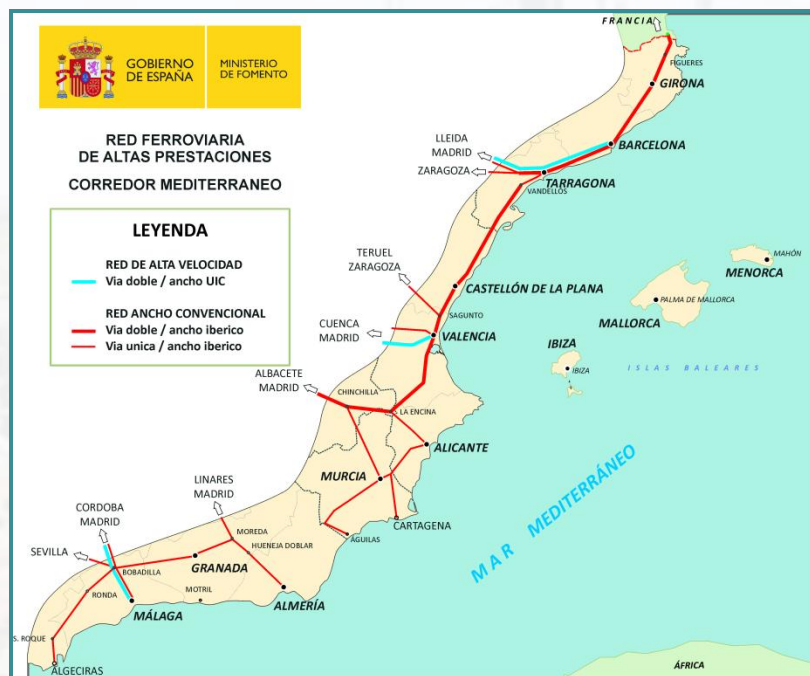 GOBIERNO
DE ESPAÑA
MINISTERIO
DE FOMENTO
RED FERROVIARIA
DE ALTAS PRESTACIONES
CORREDOR MEDITERRANEO
LEYENDA
RED DE ALTA VELOCIDAD
Via doble / ancho UIC
RED ANCHO CONVENCIONAL
Via doble / ancho iberico
Via unica / ancho iberico
FRANCIA
FIGUERES
GIRONA
BARCELONA
LLEIDA
MADRID
ZARAGOZA
TARRAGONA
VANDELLOS
TERUEL
ZARAGOZA
CASTELLÓN DE LA PLANA
SAGUNTO
CUENCA
MADRID
VALENCIA
MAHÓN
MENORCA
PALMA DE MALLORCA
MALLORCA
IBIZA
IBIZA
ISLAS BALEARES
ALBACETE
MADRID
CHINCHILLA
LA ENCINA
ALICANTE
MURCIA
CARTAGENA
ÁGUILAS
MAR MEDITERRÁNEO
LINARES
MADRID
CORDOBA
MADRID
SEVILLA
MOREDA
HUENEJA DOBLAR
GRANADA
BOBADILLA
RONDA
MOTRIL
ALMERÍA
MÁLAGA
S. ROQUE
ALGECIRAS
ÁFRICA